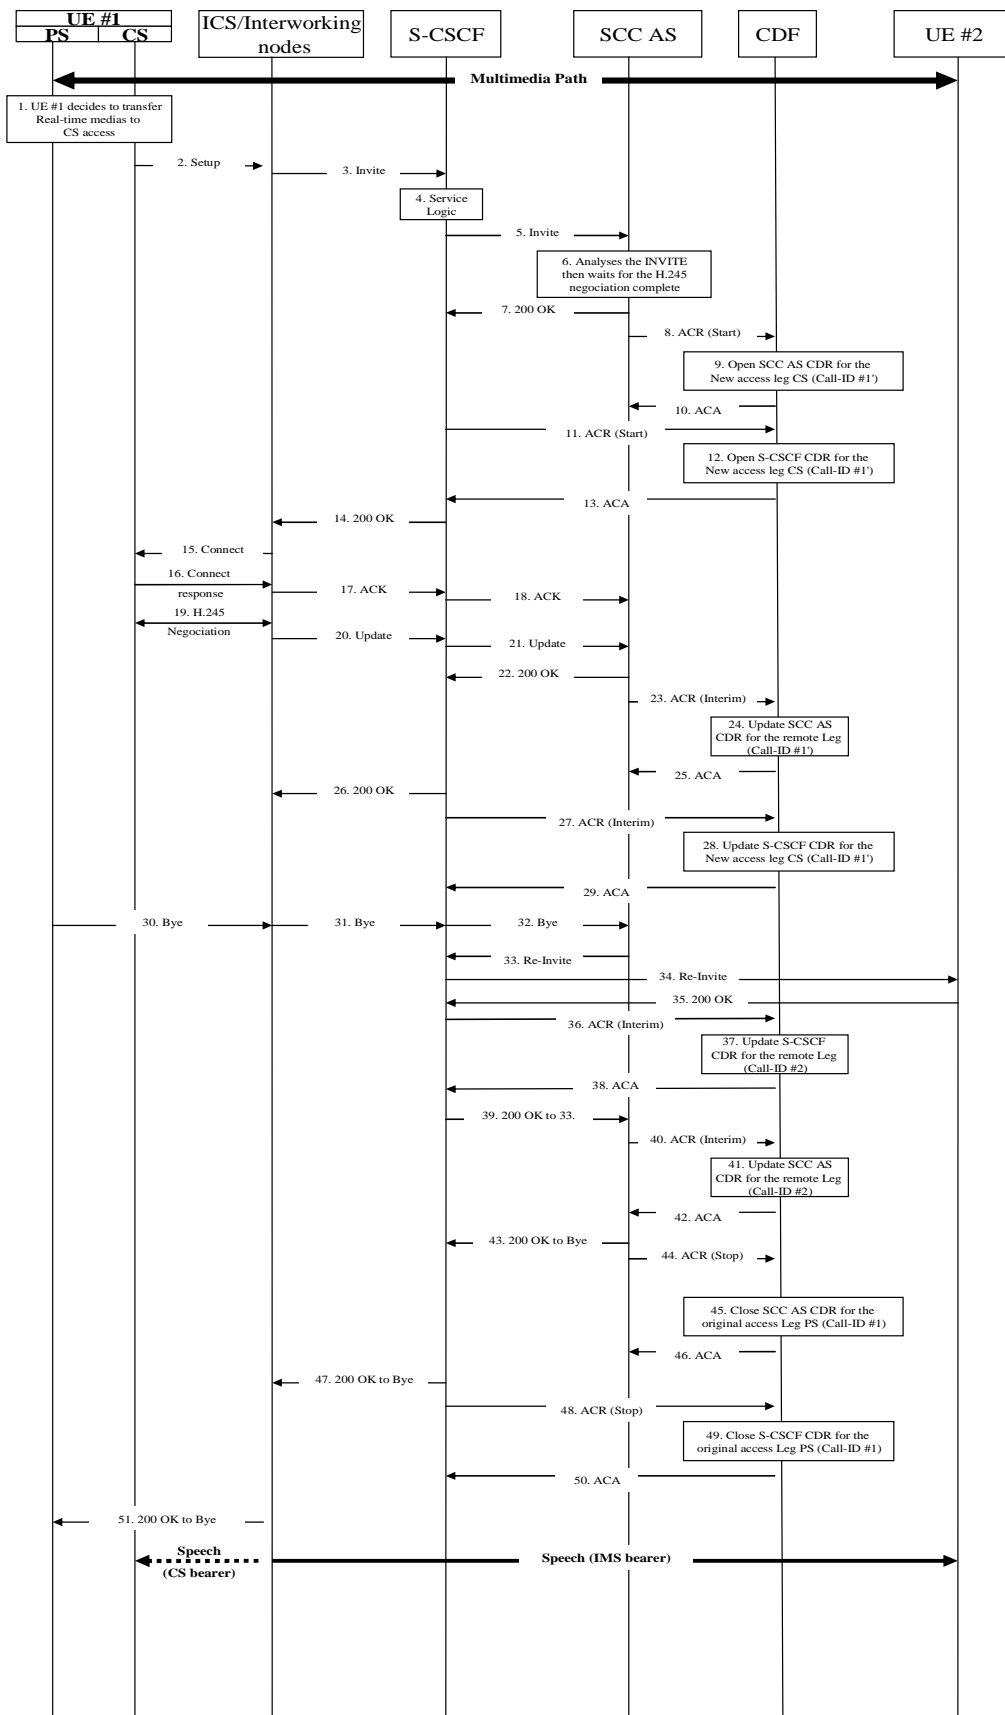 UE #1
PS
CS
ICS/Interworking
nodes
S-CSCF
SCC AS
CDF
UE #2
Multimedia Path
1. UE #1 decides to transfer
Real-time medias to
CS access
2. Setup
3. Invite
4. Service
Logic
5. Invite
6. Analyses the INVITE
then waits for the H.245
negociation complete
7. 200 OK
8. ACR (Start)
9. Open SCC AS CDR for the
New access leg CS (Call-ID #1')
10. ACA
11. ACR (Start)
12. Open S-CSCF CDR for the
New access leg CS (Call-ID #1')
13. ACA
14. 200 OK
15. Connect
16. Connect
response
17. ACK
18. ACK
19. H.245
Negociation
20. Update
21. Update
22. 200 OK
23. ACR (Interim)
24. Update SCC AS
CDR for the remote Leg
(Call-ID #1')
25. ACA
26. 200 OK
27. ACR (Interim)
28. Update S-CSCF CDR for the
New access leg CS (Call-ID #1')
29. ACA
30. Bye
31. Bye
32. Bye
33. Re-Invite
34. Re-Invite
35. 200 OK
36. ACR (Interim)
37. Update S-CSCF
CDR for the remote Leg
(Call-ID #2)
38. ACA
39. 200 OK to 33.
40. ACR (Interim)
41. Update SCC AS
CDR for the remote Leg
(Call-ID #2)
42. ACA
43. 200 OK to Bye
44. ACR (Stop)
45. Close SCC AS CDR for the
original access Leg PS (Call-ID #1)
46. ACA
47. 200 OK to Bye
48. ACR (Stop)
49. Close S-CSCF CDR for the
original access Leg PS (Call-ID #1)
50. ACA
51. 200 OK to Bye
Speech
(CS bearer)
Speech (IMS bearer)